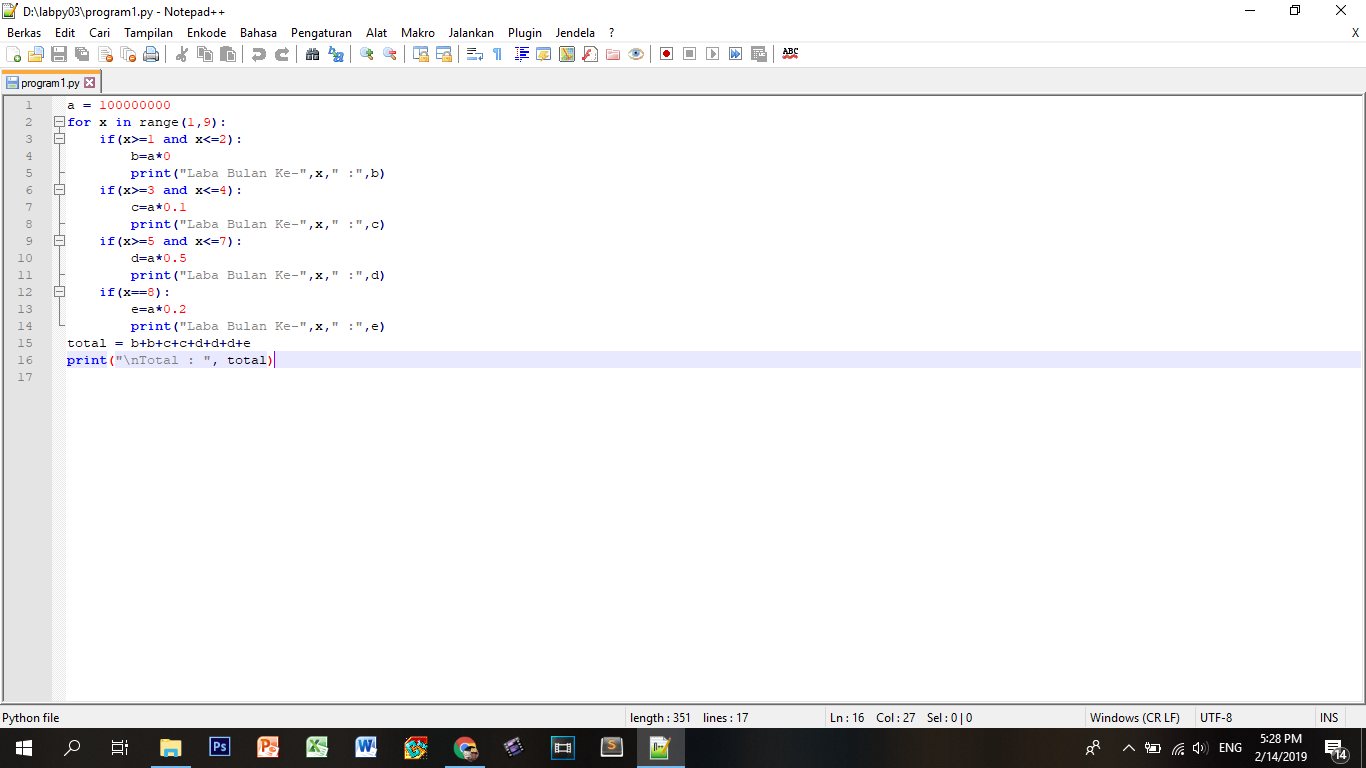 D:\labpy03\program1.py - Notepad++
Berkas Edit Cari Tampilan Enkode Bahasa Pengaturan Alat Makro Jalankan Plugin Jendela ? X
ABC
program1.py
1 a = 100000000
2 for x in range(1,9):
3     if(x>=1 and x<=2):
4         b=a*0
5         print("Laba Bulan Ke-",x," :",b)
6     if(x>=3 and x<=4):
7         c=a*0.1
8         print("Laba Bulan Ke-",x," :",c)
9     if(x>=5 and x<=7):
10         d=a*0.5
11         print("Laba Bulan Ke-",x," :",d)
12     if(x==8):
13         e=a*0.2
14         print("Laba Bulan Ke-",x," :",e)
15 total = b+b+c+c+d+d+d+e
16 print("\nTotal : ", total)
17
Python file length : 351 lines : 17 Ln : 16 Col : 27 Sel : 0 | 0 Windows (CR LF) UTF-8 INS
Ps P X W S ENG 5:28 PM
2/14/2019 14